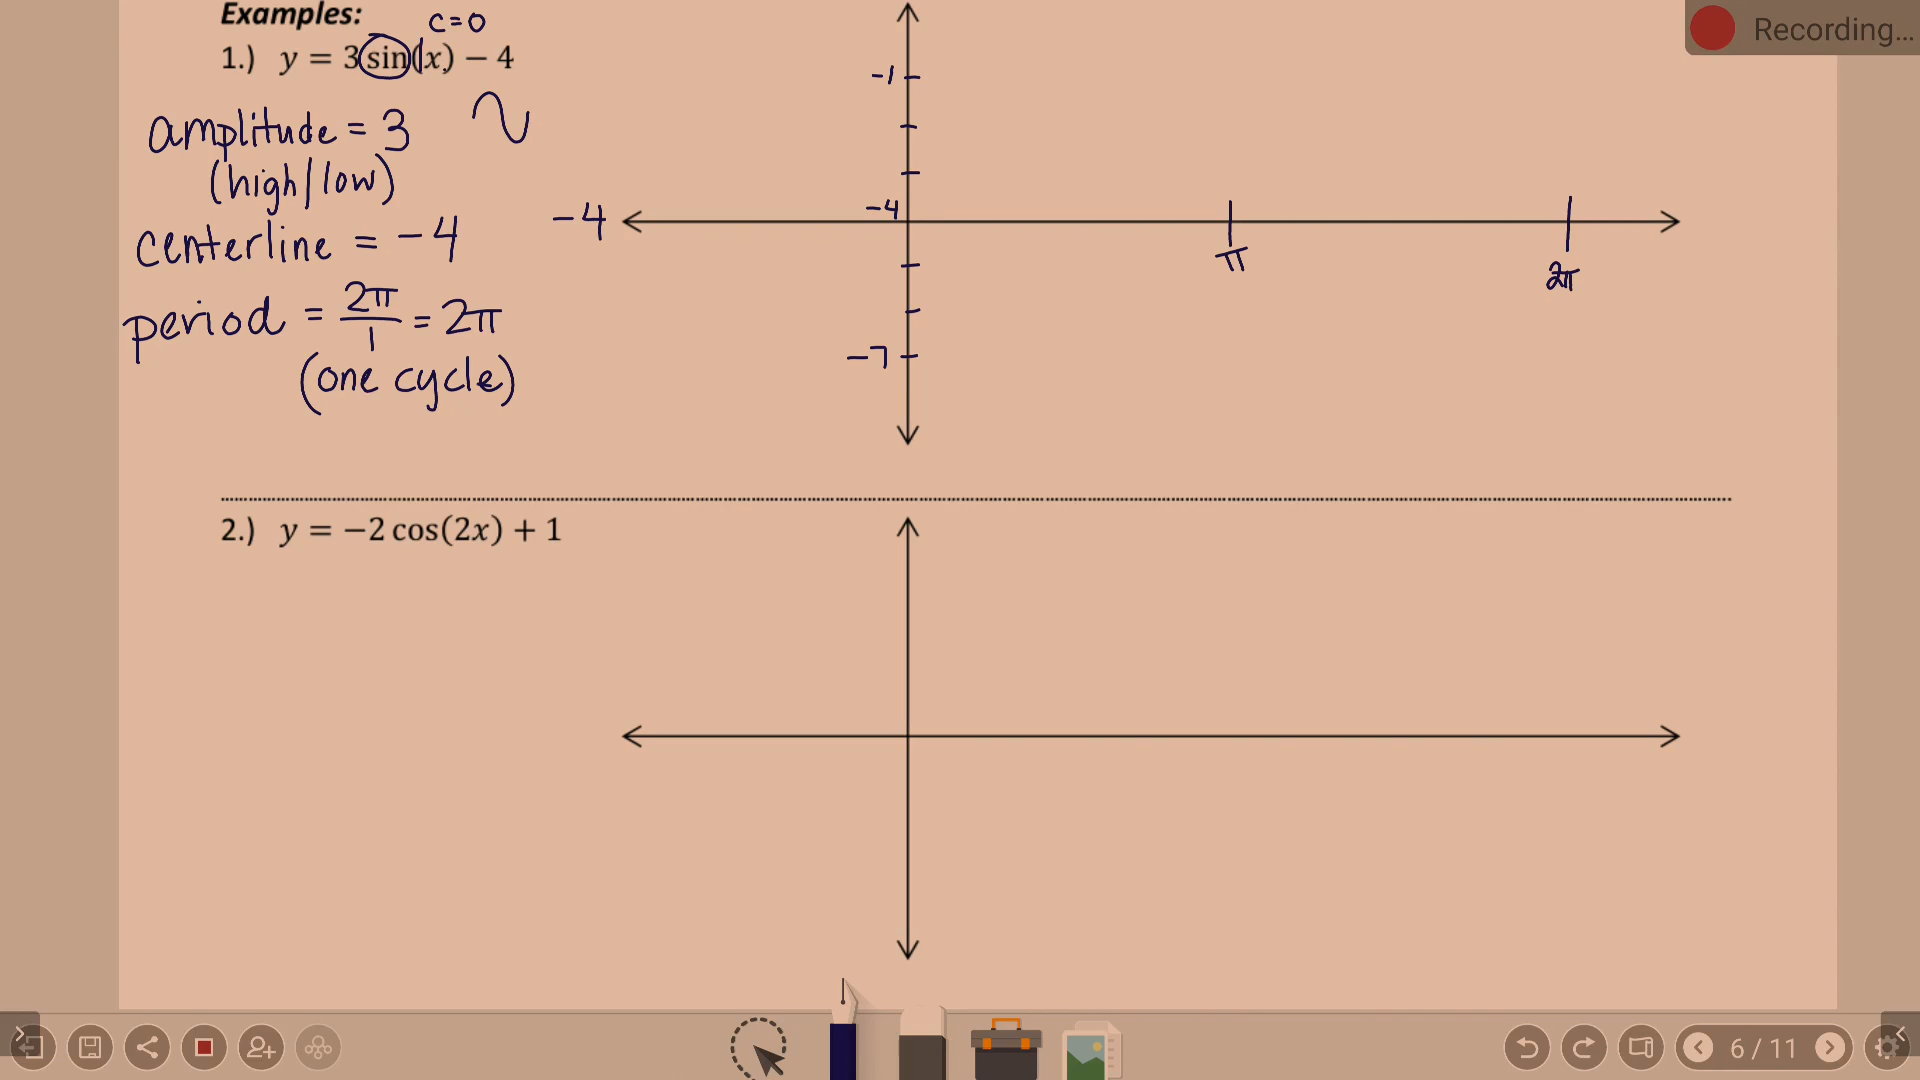 Examples:
c=0
1.) y = 3 sin(1x) − 4
amplitude = 3
(high/low)
centerline = −4
period = 2π/1 = 2π
(one cycle)
−1
−4
−4
π
2π
−7
2.) y = −2 cos(2x) + 1
Recording...
6 / 11